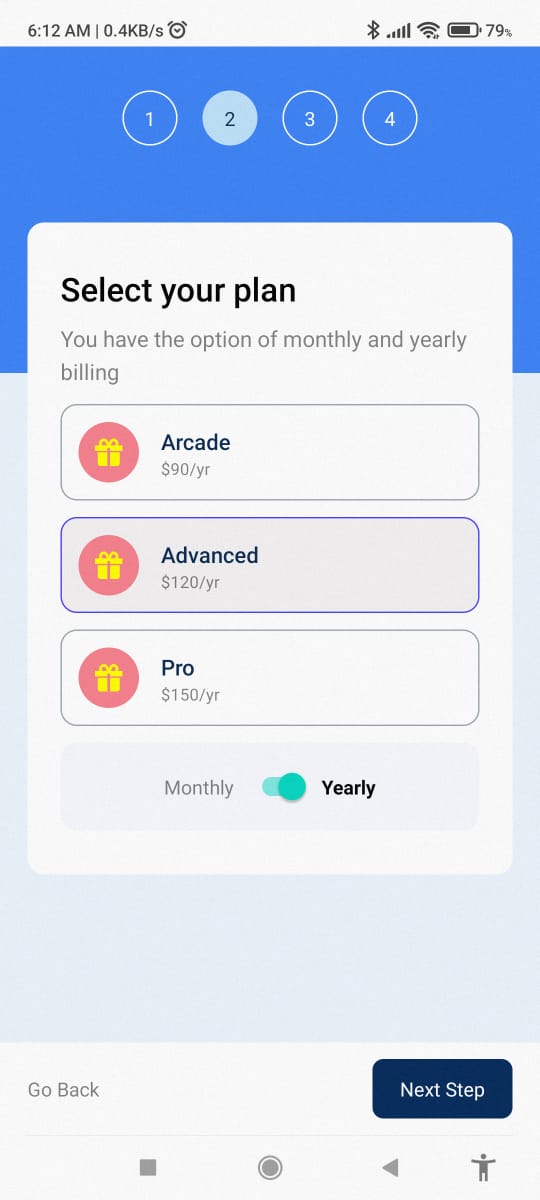 6:12 AM | 0.4KB/s 79%
1 2 3 4
Select your plan
You have the option of monthly and yearly
billing
Arcade
$90/yr
Advanced
$120/yr
Pro
$150/yr
Monthly Yearly
Go Back Next Step